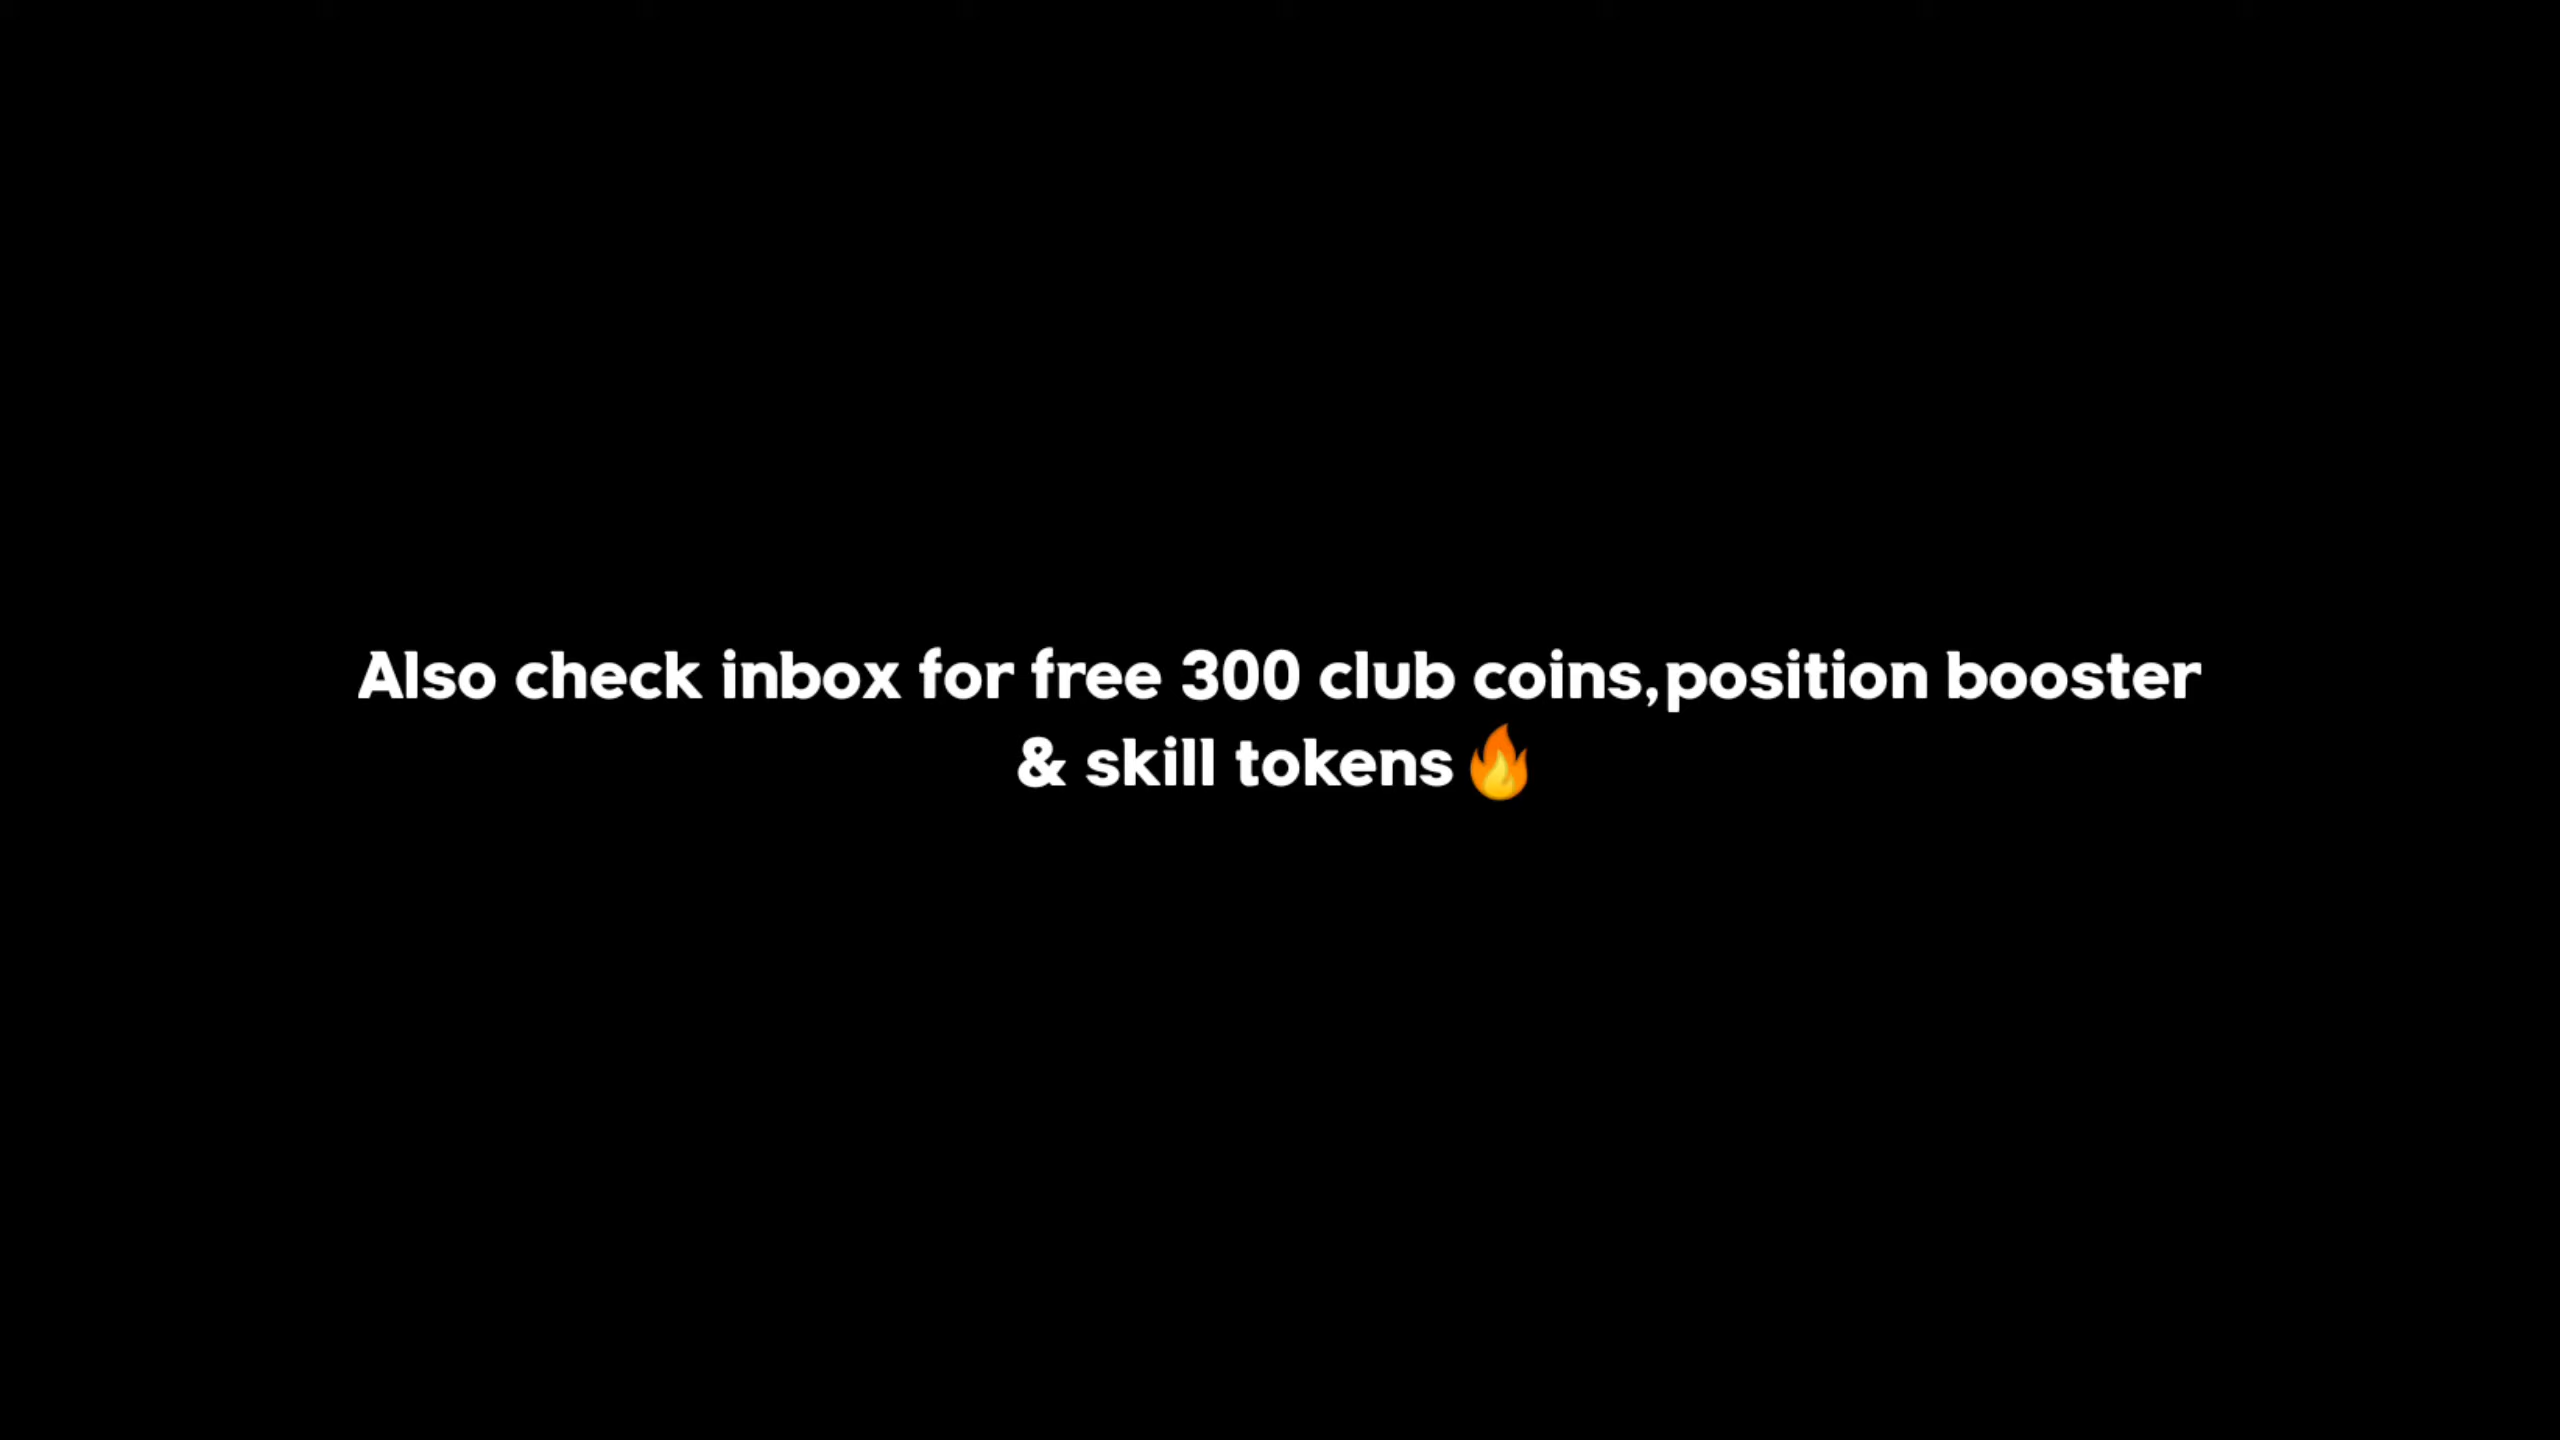 Also check inbox for free 300 club coins,position booster
& skill tokens🔥